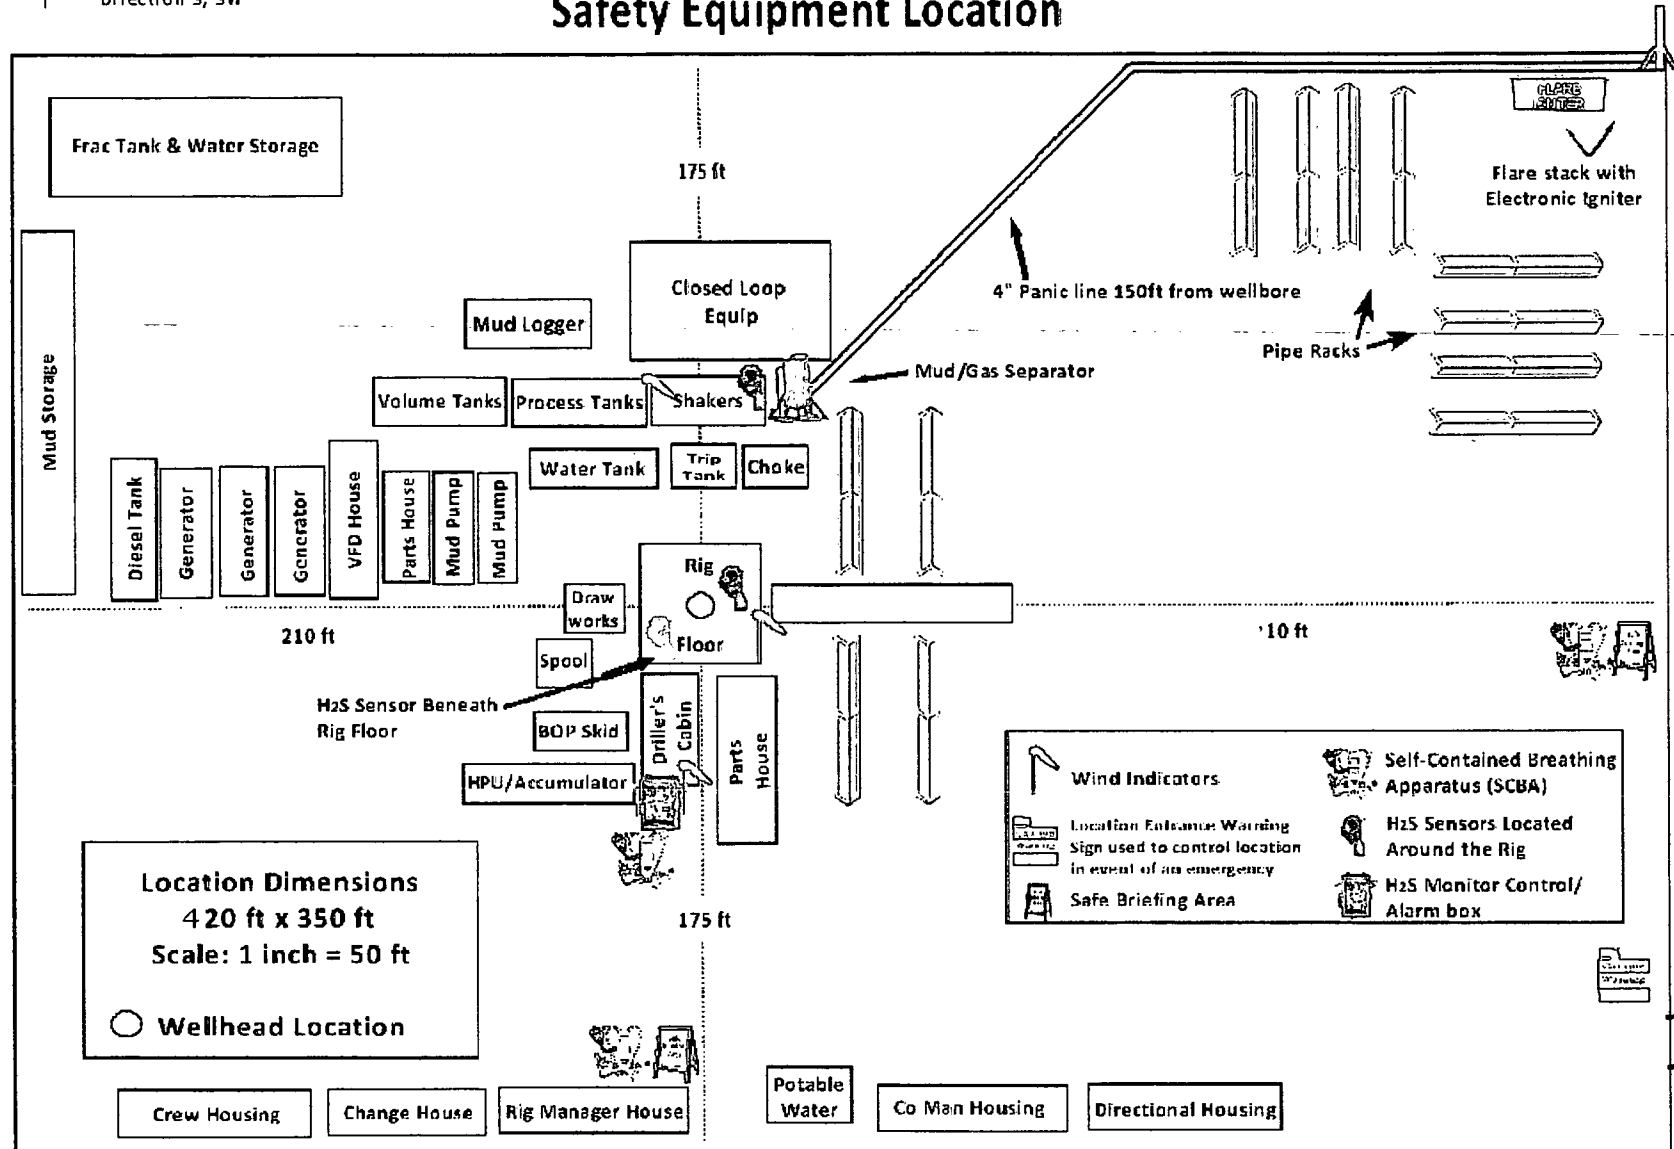 Direction S, SW
Safety Equipment Location
Frac Tank & Water Storage
175 ft
Flare stack with
Electronic Igniter
Closed Loop
Equip
4" Panic line 150ft from wellbore
Mud Logger
Pipe Racks
Mud/Gas Separator
Mud Storage
Volume Tanks
Process Tanks
Shakers
Water Tank
Trip
Tank
Choke
Diesel Tank
Generator
Generator
Generator
VFD House
Parts House
Mud Pump
Mud Pump
Rig
Floor
Draw
works
210 ft
'10 ft
Spool
H2S Sensor Beneath
Rig Floor
BOP Skid
Driller's
Cabin
Parts
House
HPU/Accumulator
Wind Indicators
Self-Contained Breathing
Apparatus (SCBA)
Location Entrance Warning
Sign used to control location
in event of an emergency
H2S Sensors Located
Around the Rig
Safe Briefing Area
H2S Monitor Control/
Alarm box
Location Dimensions
420 ft x 350 ft
Scale: 1 inch = 50 ft
Wellhead Location
175 ft
Crew Housing
Change House
Rig Manager House
Potable
Water
Co Man Housing
Directional Housing